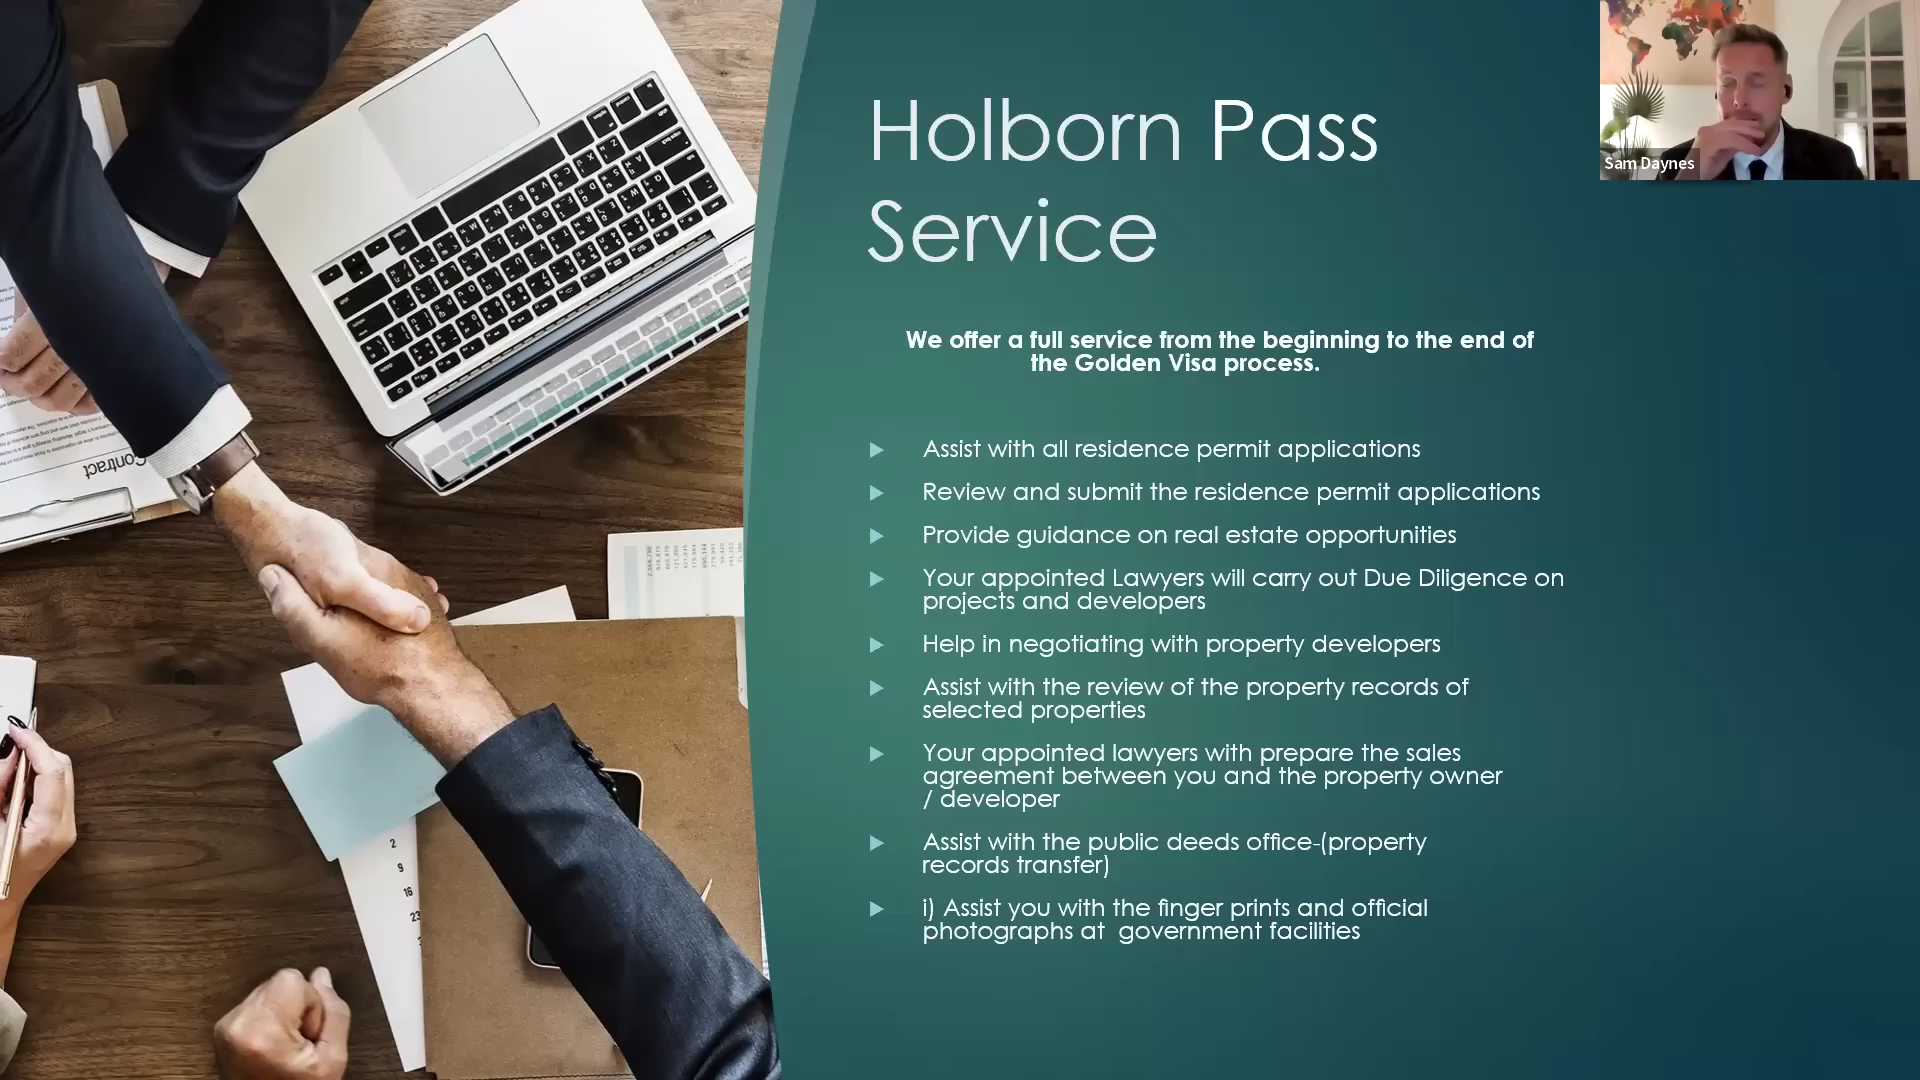 Holborn Pass
Service
Sam Daynes
We offer a full service from the beginning to the end of
the Golden Visa process.
Assist with all residence permit applications
Review and submit the residence permit applications
Provide guidance on real estate opportunities
Your appointed Lawyers will carry out Due Diligence on
projects and developers
Help in negotiating with property developers
Assist with the review of the property records of
selected properties
Your appointed lawyers with prepare the sales
agreement between you and the property owner
/ developer
Assist with the public deeds office-(property
records transfer)
i) Assist you with the finger prints and official
photographs at  government facilities
Contract
2
9
16
23